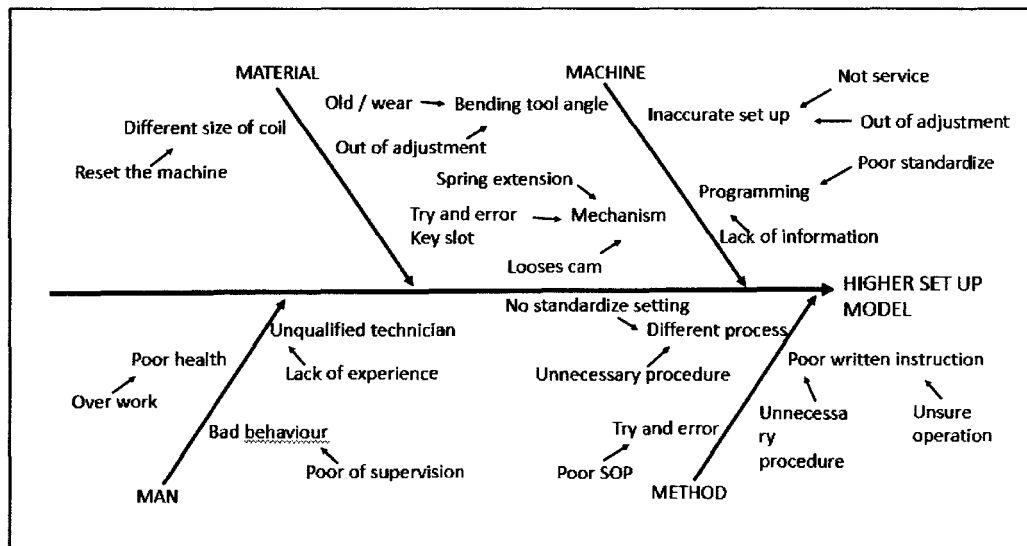 MATERIAL
MACHINE
Not service
Old / wear
Bending tool angle
Inaccurate set up
Different size of coil
Out of adjustment
Out of adjustment
Reset the machine
Poor standardize
Spring extension
Programming
Try and error
Key slot
Mechanism
Lack of information
Looses cam
HIGHER SET UP
MODEL
No standardize setting
Unqualified technician
Different process
Poor health
Poor written instruction
Lack of experience
Unnecessary procedure
Over work
Bad behaviour
Try and error
Unnecessa
ry
procedure
Unsure
operation
Poor of supervision
Poor SOP
MAN
METHOD